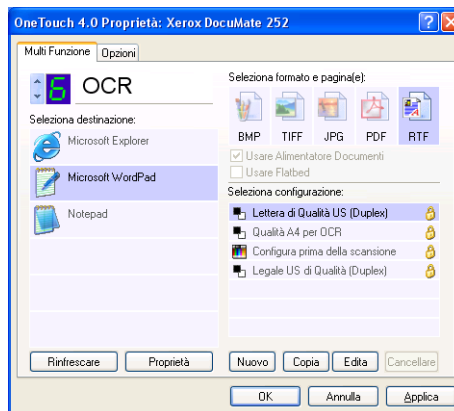 OneTouch 4.0 Proprietà: Xerox DocuMate 252
Multi Funzione
Opzioni
6 OCR
Seleziona destinazione:
Microsoft Explorer
Microsoft WordPad
Notepad
Rinfrescare
Proprietà
Seleziona formato e pagina(e):
BMP TIFF JPG PDF RTF
Usare Alimentatore Documenti
Usare Flatbed
Seleziona configurazione:
Lettera di Qualità US (Duplex)
Qualità A4 per OCR
Configura prima della scansione
Legale US di Qualità (Duplex)
Nuovo
Copia
Edita
Cancellare
OK
Annulla
Applica